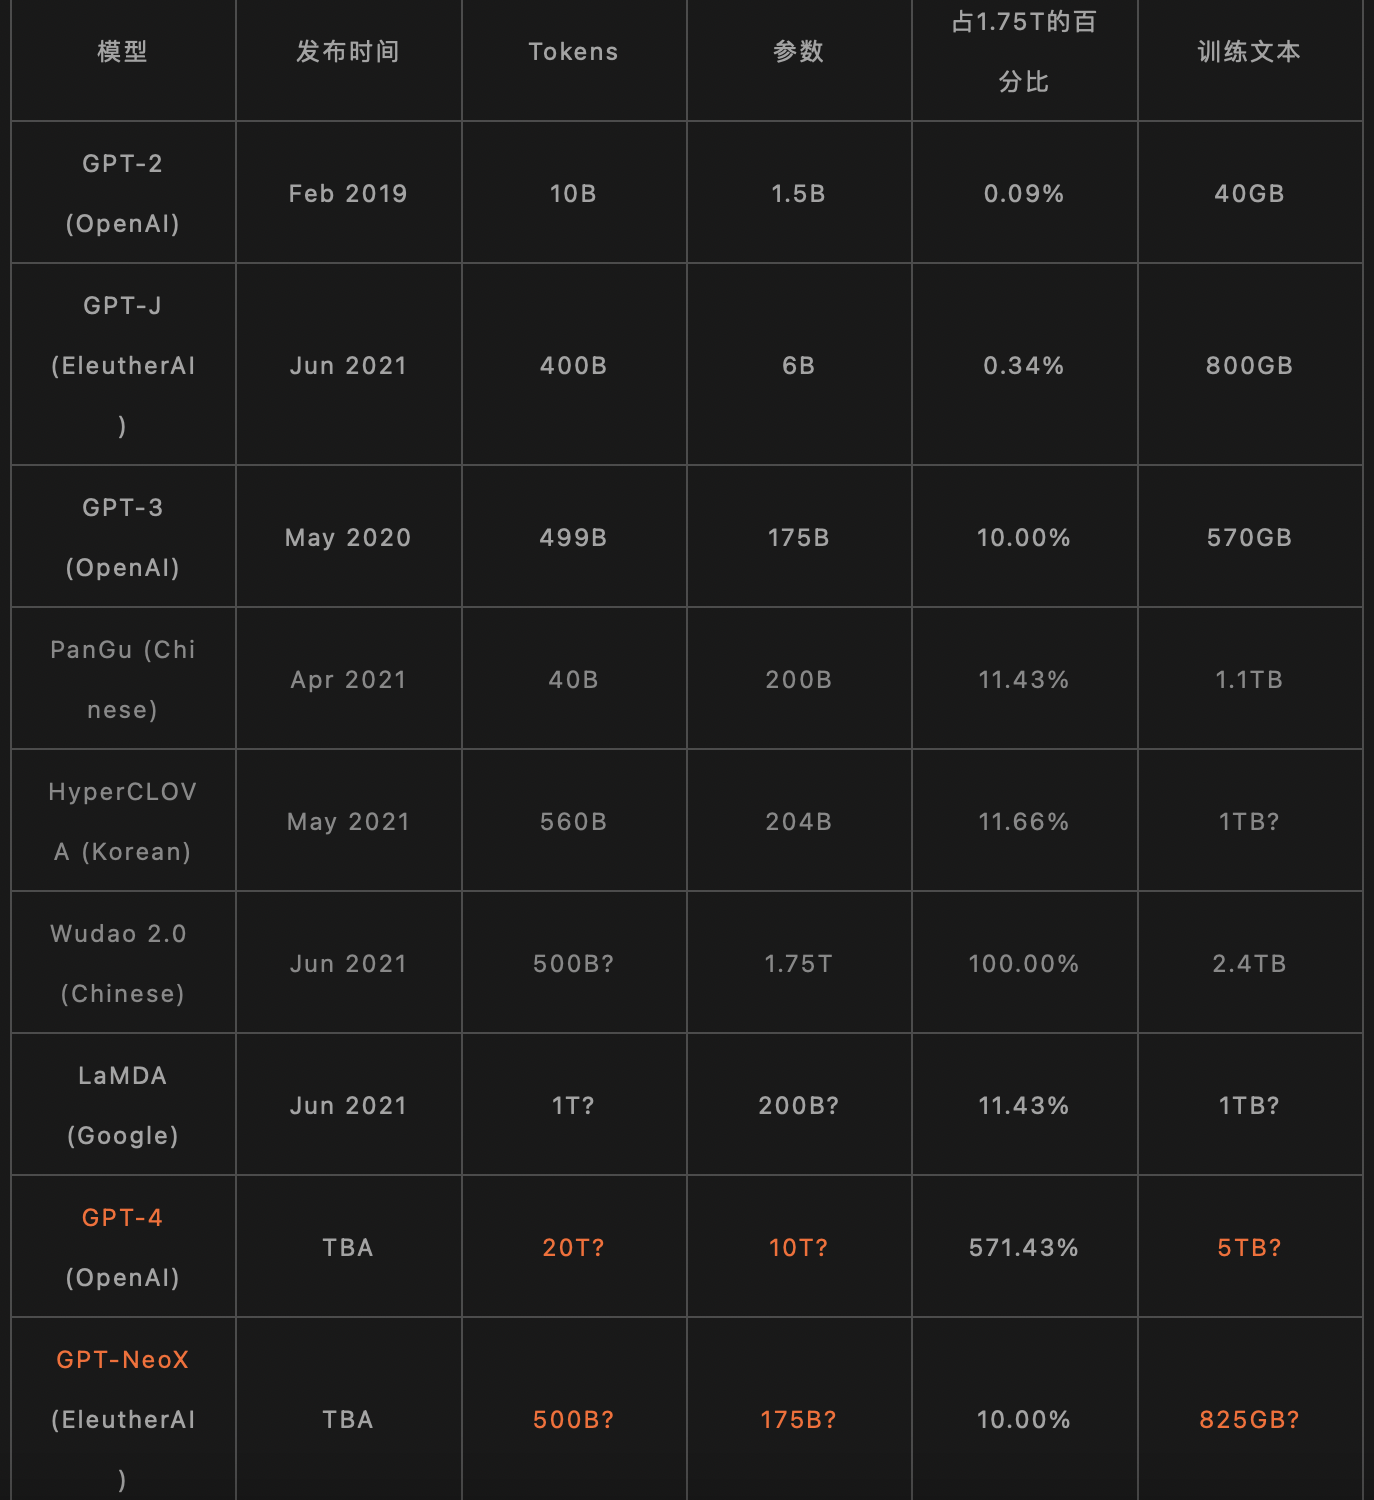 模型
发布时间
Tokens
参数
占1.75T的百
分比
训练文本
GPT-2
(OpenAI)
Feb 2019
10B
1.5B
0.09%
40GB
GPT-J
(EleutherAI
)
Jun 2021
400B
6B
0.34%
800GB
GPT-3
(OpenAI)
May 2020
499B
175B
10.00%
570GB
PanGu (Chi
nese)
Apr 2021
40B
200B
11.43%
1.1TB
HyperCLOV
A (Korean)
May 2021
560B
204B
11.66%
1TB?
Wudao 2.0
(Chinese)
Jun 2021
500B?
1.75T
100.00%
2.4TB
LaMDA
(Google)
Jun 2021
1T?
200B?
11.43%
1TB?
GPT-4
(OpenAI)
TBA
20T?
10T?
571.43%
5TB?
GPT-NeoX
(EleutherAI
)
TBA
500B?
175B?
10.00%
825GB?